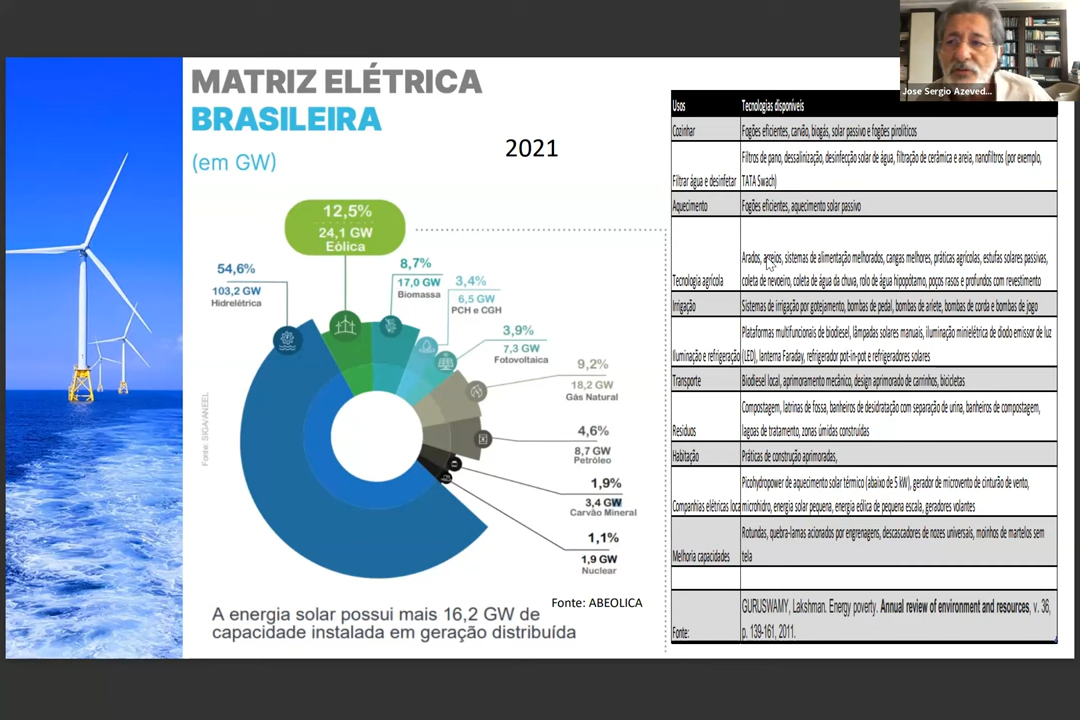 Jose Sergio Azeved...
MATRIZ ELÉTRICA
BRASILEIRA
(em GW)
2021
12,5%
24,1 GW
Eólica
54,6%
103,2 GW
Hidrelétrica
8,7%
17,0 GW
Biomassa
3,4%
6,5 GW
PCH e CGH
3,9%
7,3 GW
Fotovoltaica
9,2%
18,2 GW
Gás Natural
4,6%
8,7 GW
Petróleo
1,9%
3,4 GW
Carvão Mineral
1,1%
1,9 GW
Nuclear
Fonte: SIGA/ANEEL
Fonte: ABEOLICA
A energia solar possui mais 16,2 GW de
capacidade instalada em geração distribuída
Usos Tecnologias disponíveis
Cozinhar Fogões eficientes, carvão, biogás, solar passivo e fogões pirolíticos
Filtros de pano, dessalinização, desinfecção solar de água, filtração de cerâmica e areia, nanofiltros (por exemplo,
Filtrar água e desinfetar TATA Swach)
Aquecimento Fogões eficientes, aquecimento solar passivo
Arados, arreios, sistemas de alimentação melhorados, cangas melhores, práticas agrícolas, estufas solares passivas,
Tecnologia agrícola coleta de nevoeiro, coleta de água da chuva, rolo de água hipopótamo, poços rasos e profundos com revestimento
Irrigação Sistemas de irrigação por gotejamento, bombas de pedal, bombas de aríete, bombas de corda e bombas de jogo
Plataformas multifuncionais de biodiesel, lâmpadas solares manuais, iluminação minielétrica de diodo emissor de luz
Iluminação e refrigeração (LED), lanterna Faraday, refrigerador pot-in-pot e refrigeradores solares
Transporte Biodiesel local, aprimoramento mecânico, design aprimorado de carrinhos, bicicletas
Compostagem, latrinas de fossa, banheiros de desidratação com separação de urina, banheiros de compostagem,
Resíduos lagoas de tratamento, zonas úmidas construídas
Habitação Práticas de construção aprimoradas,
Picohydropower de aquecimento solar térmico (abaixo de 5 kW), gerador de microvento de cinturão de vento,
Companhias elétricas loca microhidro, energia solar pequena, energia eólica de pequena escala, geradores volantes
Rotundas, quebra-lamas acionados por engrenagens, descascadores de nozes universais, moinhos de martelos sem
Melhoria capacidades tela
GURUSWAMY, Lakshman. Energy poverty. Annual review of environment and resources, v. 36,
Fonte: p. 139-161, 2011.